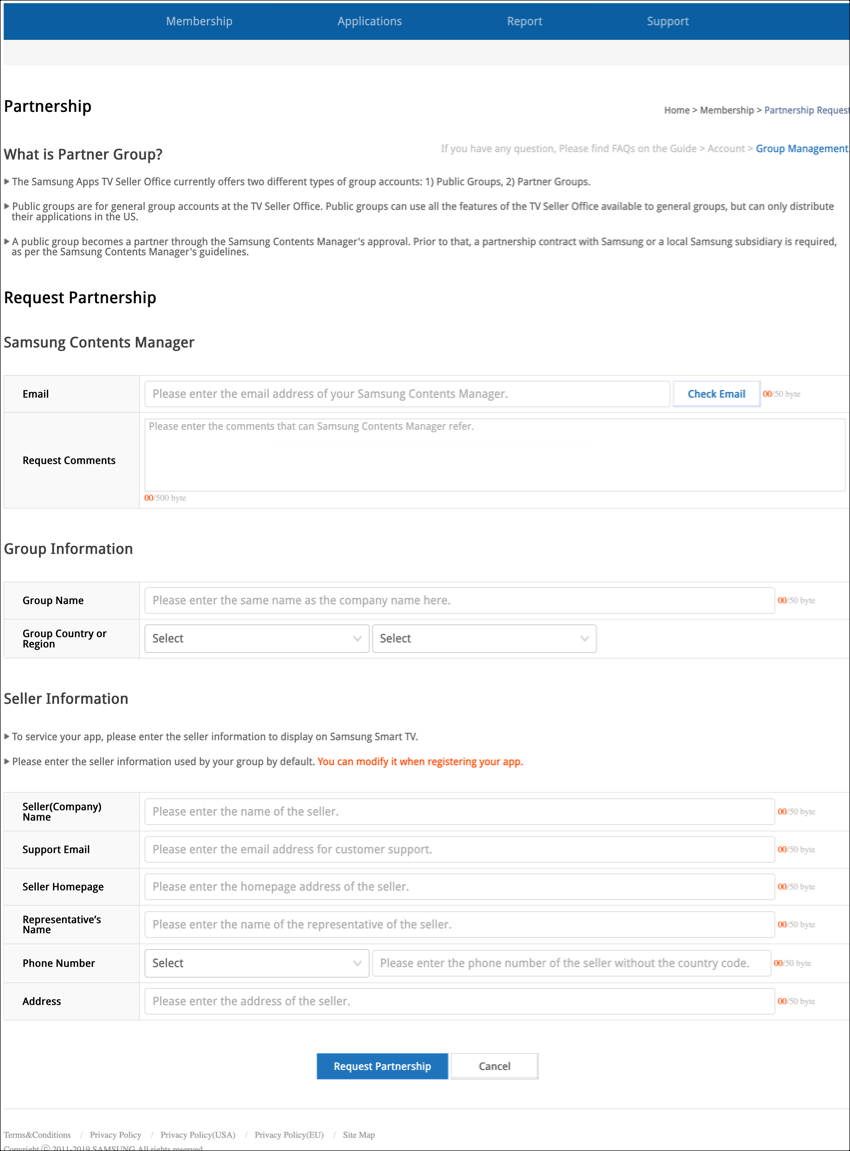 Membership Applications Report Support
Partnership
Home > Membership > Partnership Request
What is Partner Group?
If you have any question, Please find FAQs on the Guide > Account > Group Management
The Samsung Apps TV Seller Office currently offers two different types of group accounts: 1) Public Groups, 2) Partner Groups.
Public groups are for general group accounts at the TV Seller Office. Public groups can use all the features of the TV Seller Office available to general groups, but can only distribute
their applications in the US.
A public group becomes a partner through the Samsung Contents Manager's approval. Prior to that, a partnership contract with Samsung or a local Samsung subsidiary is required,
as per the Samsung Contents Manager's guidelines.
Request Partnership
Samsung Contents Manager
Email Please enter the email address of your Samsung Contents Manager. Check Email 00/50 byte
Please enter the comments that can Samsung Contents Manager refer.
Request Comments
00/500 byte
Group Information
Group Name Please enter the same name as the company name here. 00/50 byte
Group Country or
Region
Select Select
Seller Information
To service your app, please enter the seller information to display on Samsung Smart TV.
Please enter the seller information used by your group by default. You can modify it when registering your app.
Seller(Company)
Name
Please enter the name of the seller. 00/50 byte
Support Email Please enter the email address for customer support. 00/50 byte
Seller Homepage Please enter the homepage address of the seller. 00/50 byte
Representative's
Name
Please enter the name of the representative of the seller. 00/50 byte
Phone Number Select Please enter the phone number of the seller without the country code. 00/50 byte
Address Please enter the address of the seller. 00/50 byte
Request Partnership Cancel
Terms&Conditions / Privacy Policy / Privacy Policy(USA) / Privacy Policy(EU) / Site Map
Copyright ⓒ 2011-2019 SAMSUNG All rights reserved